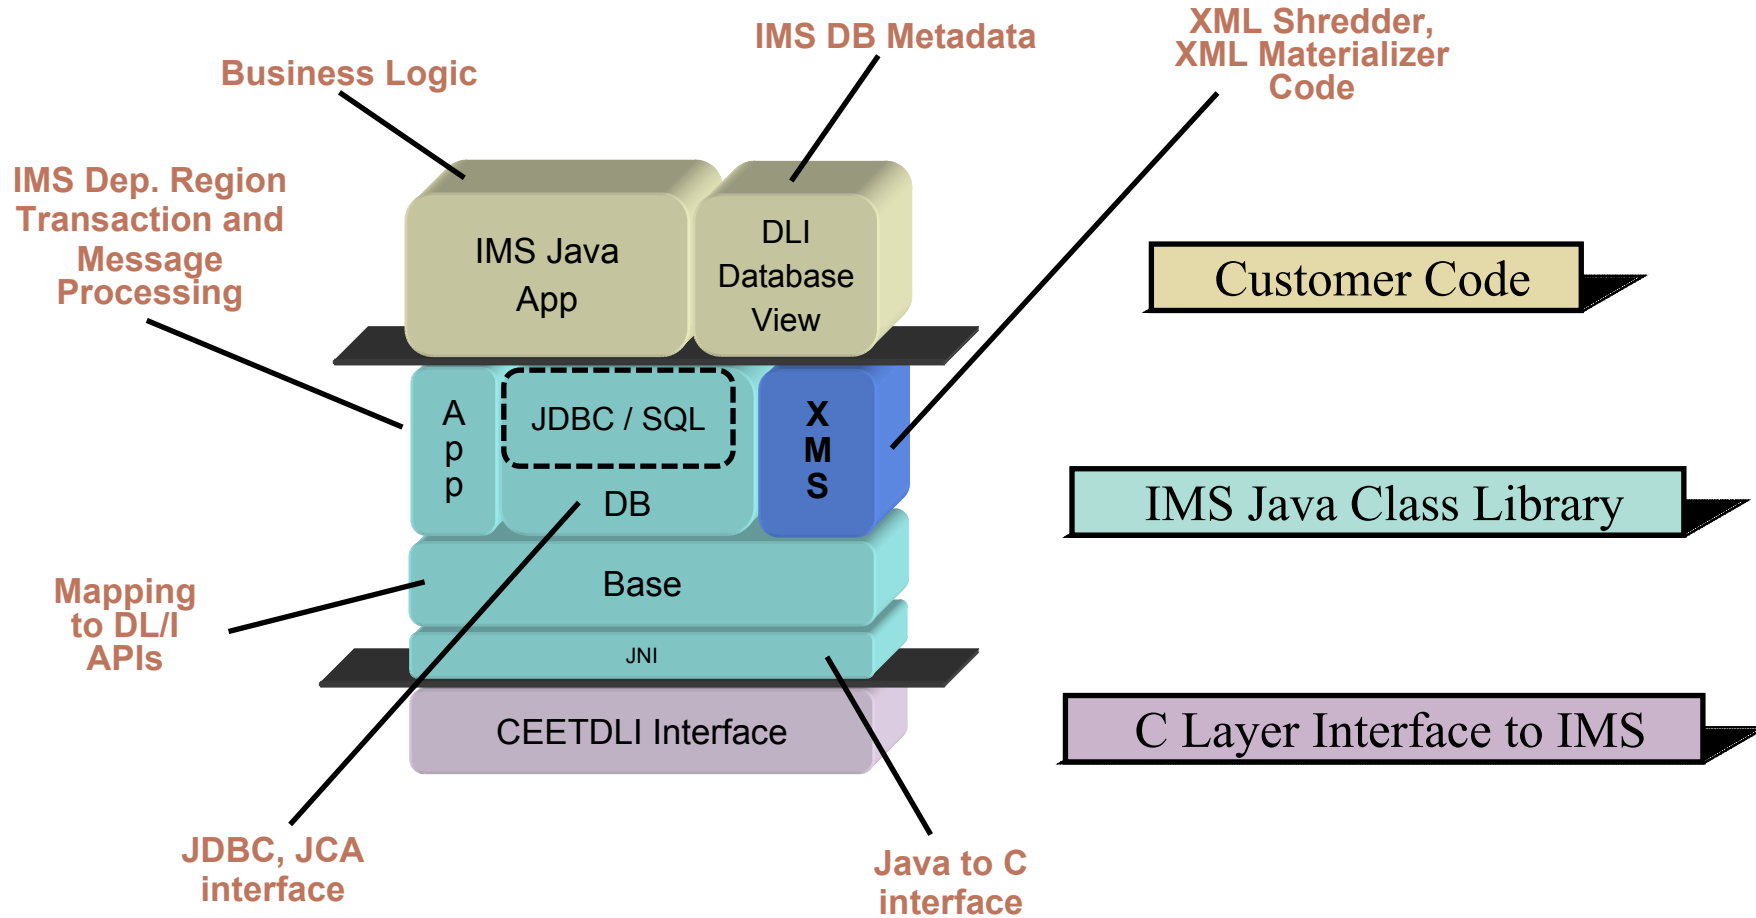 IMS DB Metadata
XML Shredder,
XML Materializer
Code
Business Logic
IMS Dep. Region
Transaction and
Message
Processing
IMS Java
App
DLI
Database
View
Customer Code
A
p
p
JDBC / SQL
DB
X
M
S
IMS Java Class Library
Base
Mapping
to DL/I
APIs
JNI
CEETDLI Interface
C Layer Interface to IMS
JDBC, JCA
interface
Java to C
interface